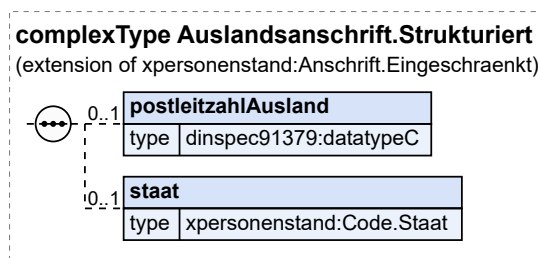 complexType Auslandsanschrift.Strukturiert
(extension of xpersonenstand:Anschrift.Eingeschraenkt)
0..1 postleitzahlAusland
type dinspec91379:datatypeC
0..1 staat
type xpersonenstand:Code.Staat